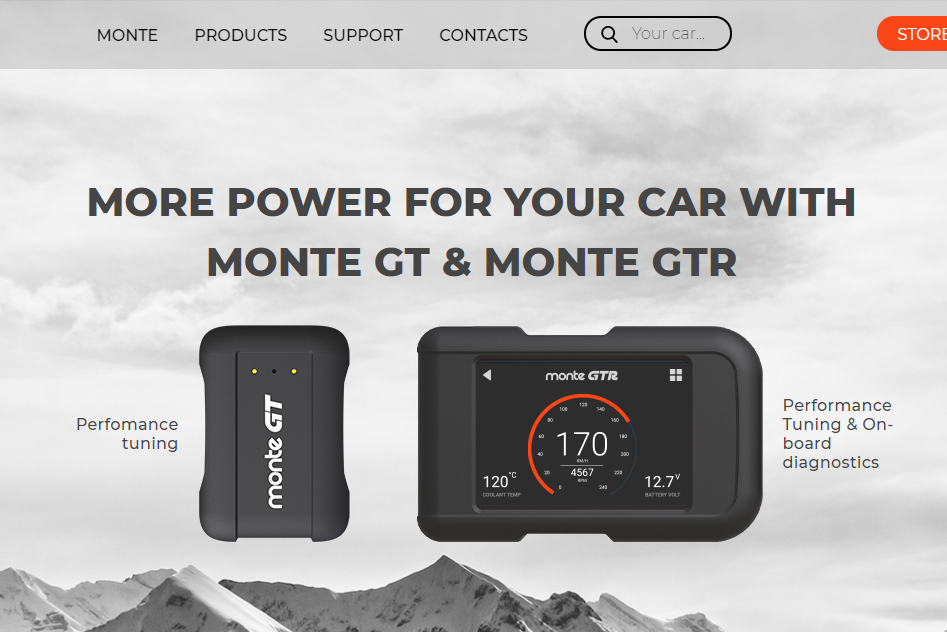 MONTE PRODUCTS SUPPORT CONTACTS Your car... STORE
MORE POWER FOR YOUR CAR WITH
MONTE GT & MONTE GTR
Perfomance
tuning
monte GT
monte GTR
0
20
40
60
80
100
120
140
160
180
200
220
240
170
KM/H
4567
RPM
120°C
COOLANT TEMP
12.7V
BATTERY VOLT
Performance
Tuning & On-
board
diagnostics